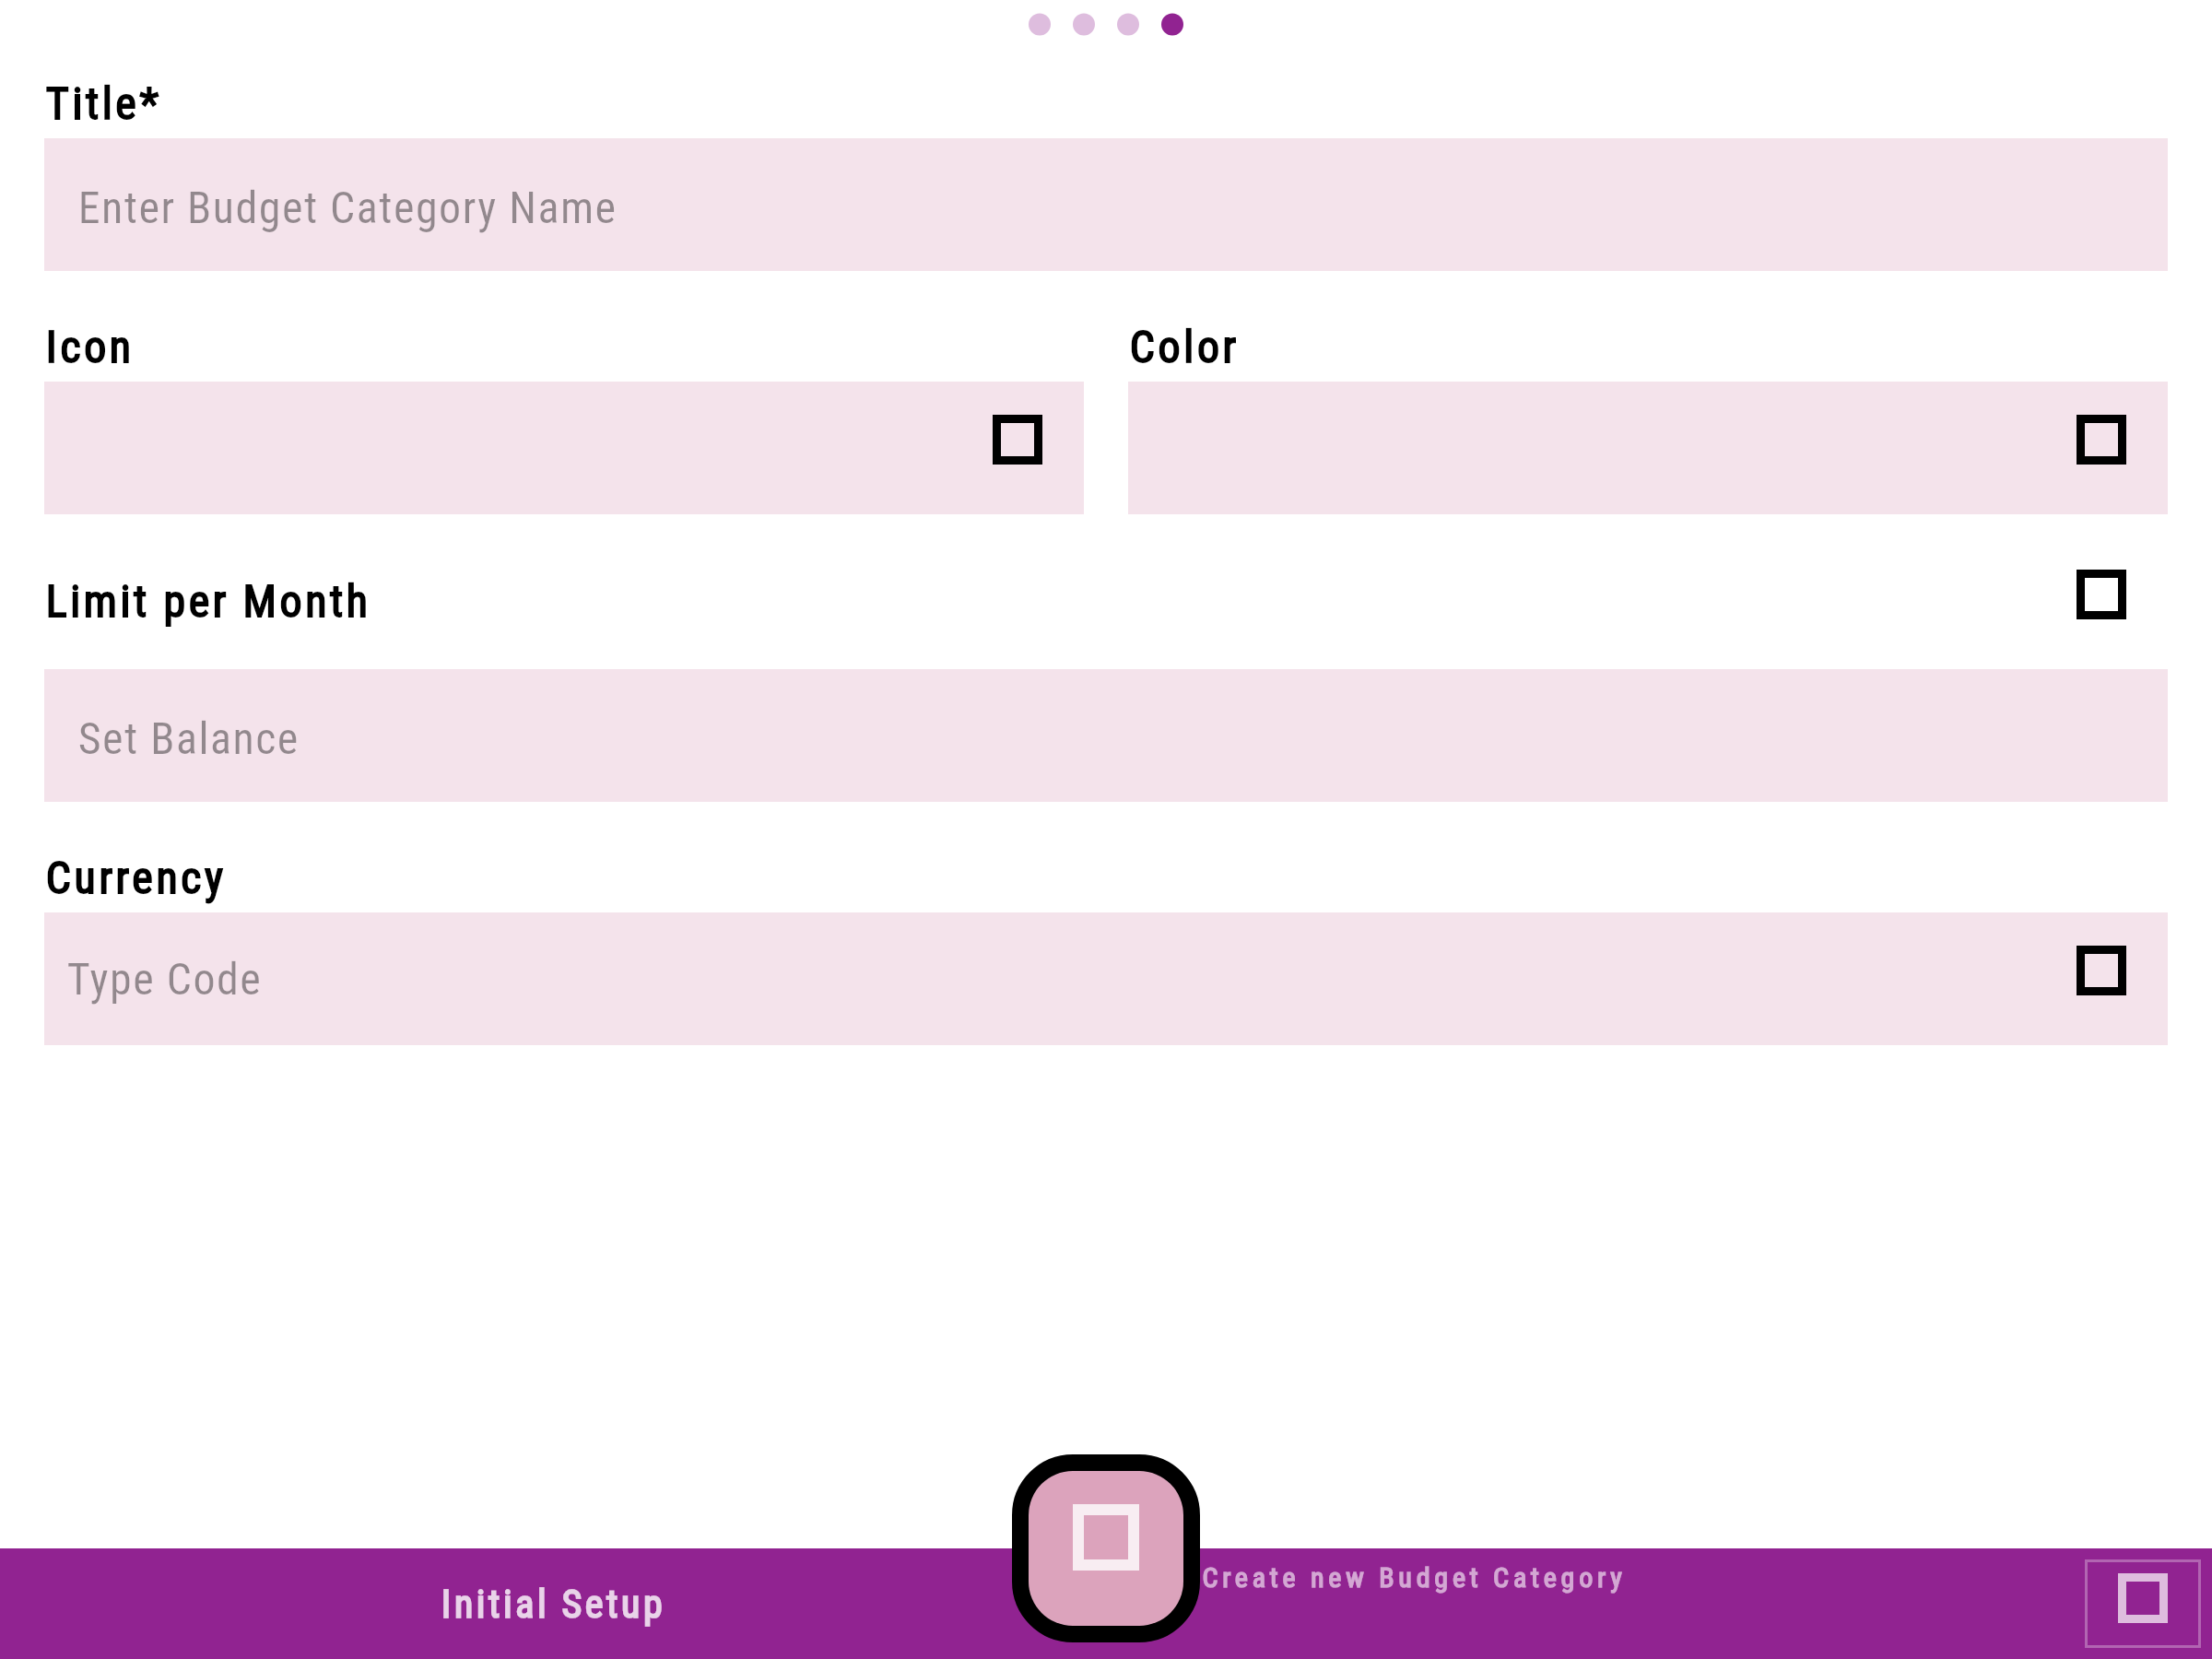 Title*
Enter Budget Category Name
Icon
Color
Limit per Month
Set Balance
Currency
Type Code
Initial Setup
Create new Budget Category